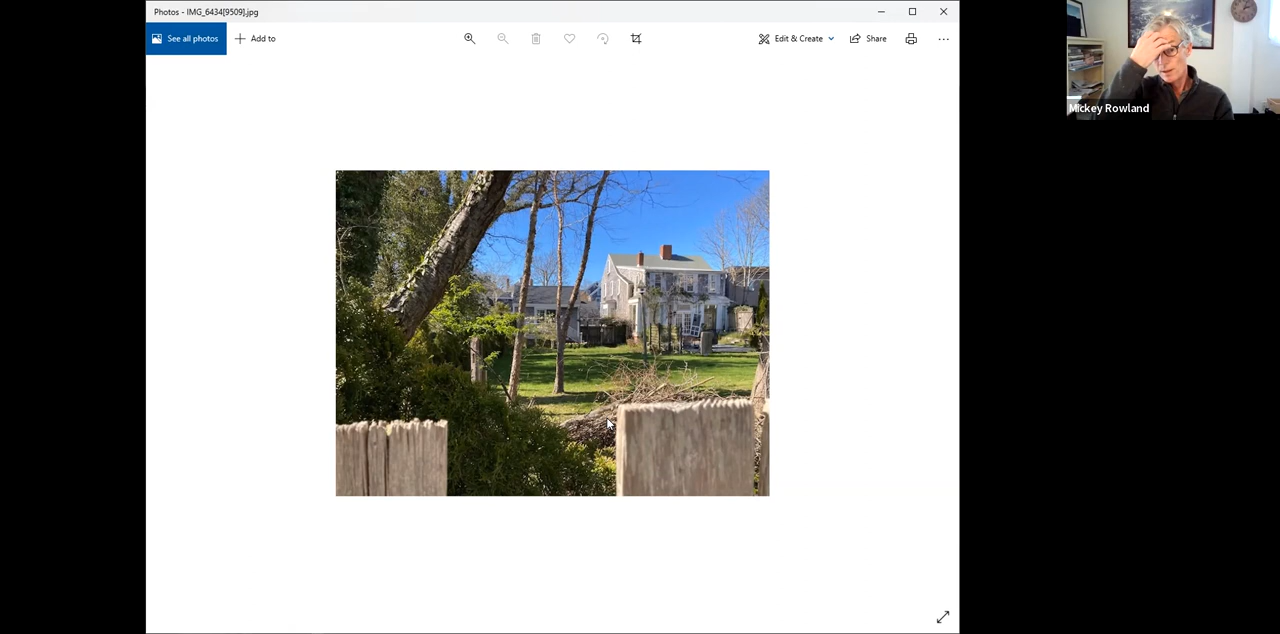 Photos - IMG_6434[9509].jpg
See all photos
Add to
Edit & Create
Share
Mickey Rowland